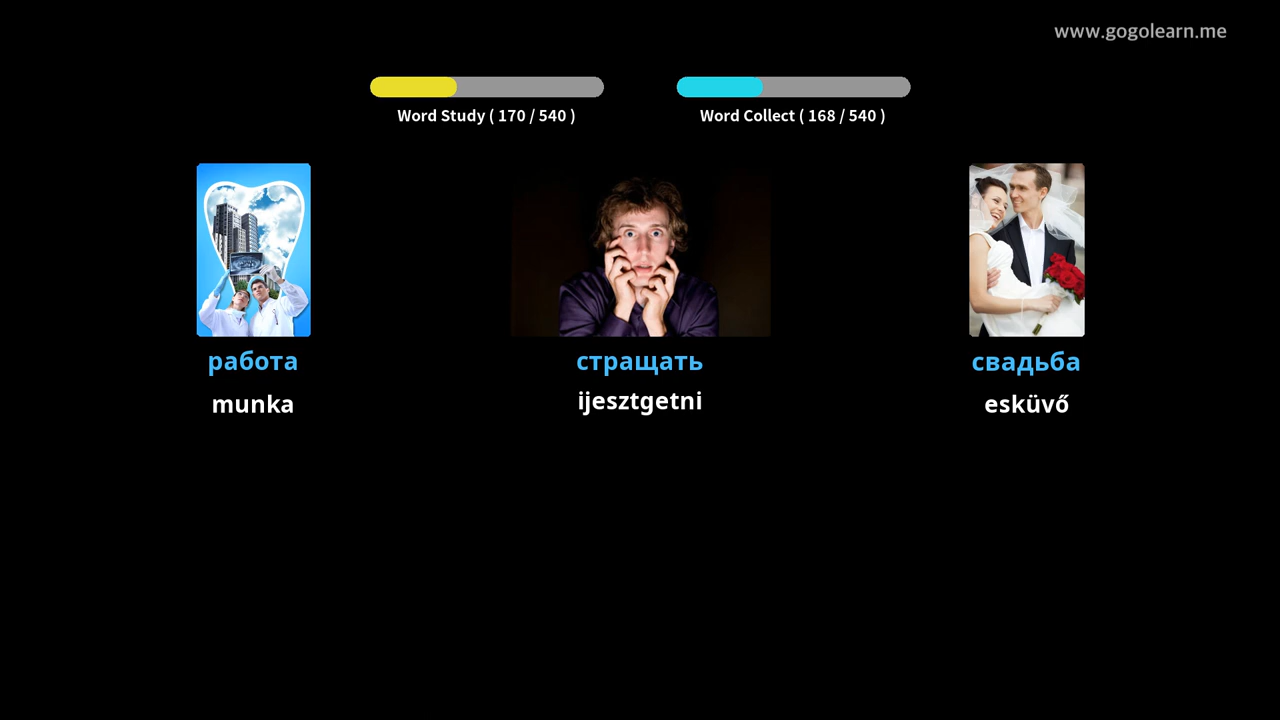 www.gogolearn.me
Word Study ( 170 / 540 )
Word Collect ( 168 / 540 )
работа
стращать
свадьба
munka
ijesztgetni
esküvő